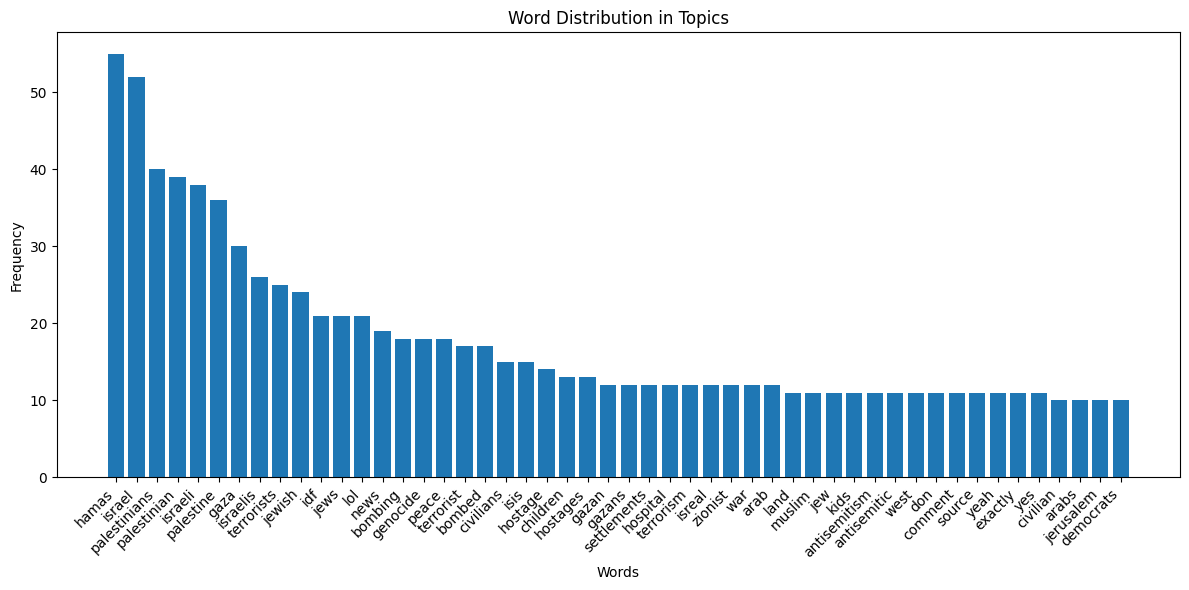 Word Distribution in Topics
Frequency
50
40
30
20
10
0
hamas
israel
palestinians
palestinian
israeli
palestine
gaza
israelis
terrorists
jewish
idf
jews
lol
news
bombing
genocide
peace
terrorist
bombed
civilians
isis
hostage
children
hostages
gazan
gazans
settlements
hospital
terrorism
isreal
zionist
war
arab
land
muslim
jew
kids
antisemitism
antisemitic
west
don
comment
source
yeah
exactly
yes
civilian
arabs
jerusalem
democrats
Words